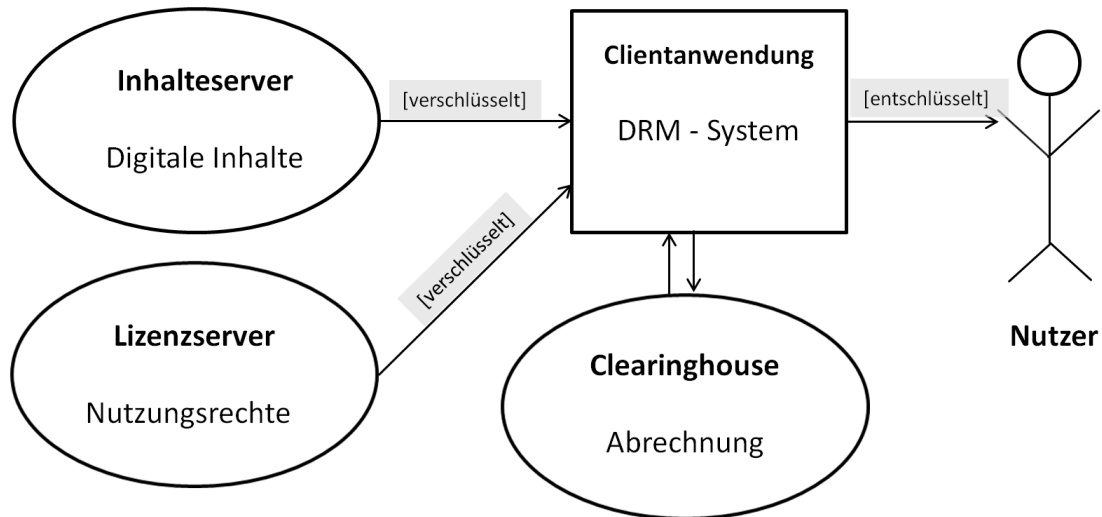 Inhalteserver
Digitale Inhalte
[verschlüsselt]
Clientanwendung
DRM - System
[entschlüsselt]
Lizenzserver
Nutzungsrechte
[verschlüsselt]
Clearinghouse
Abrechnung
Nutzer